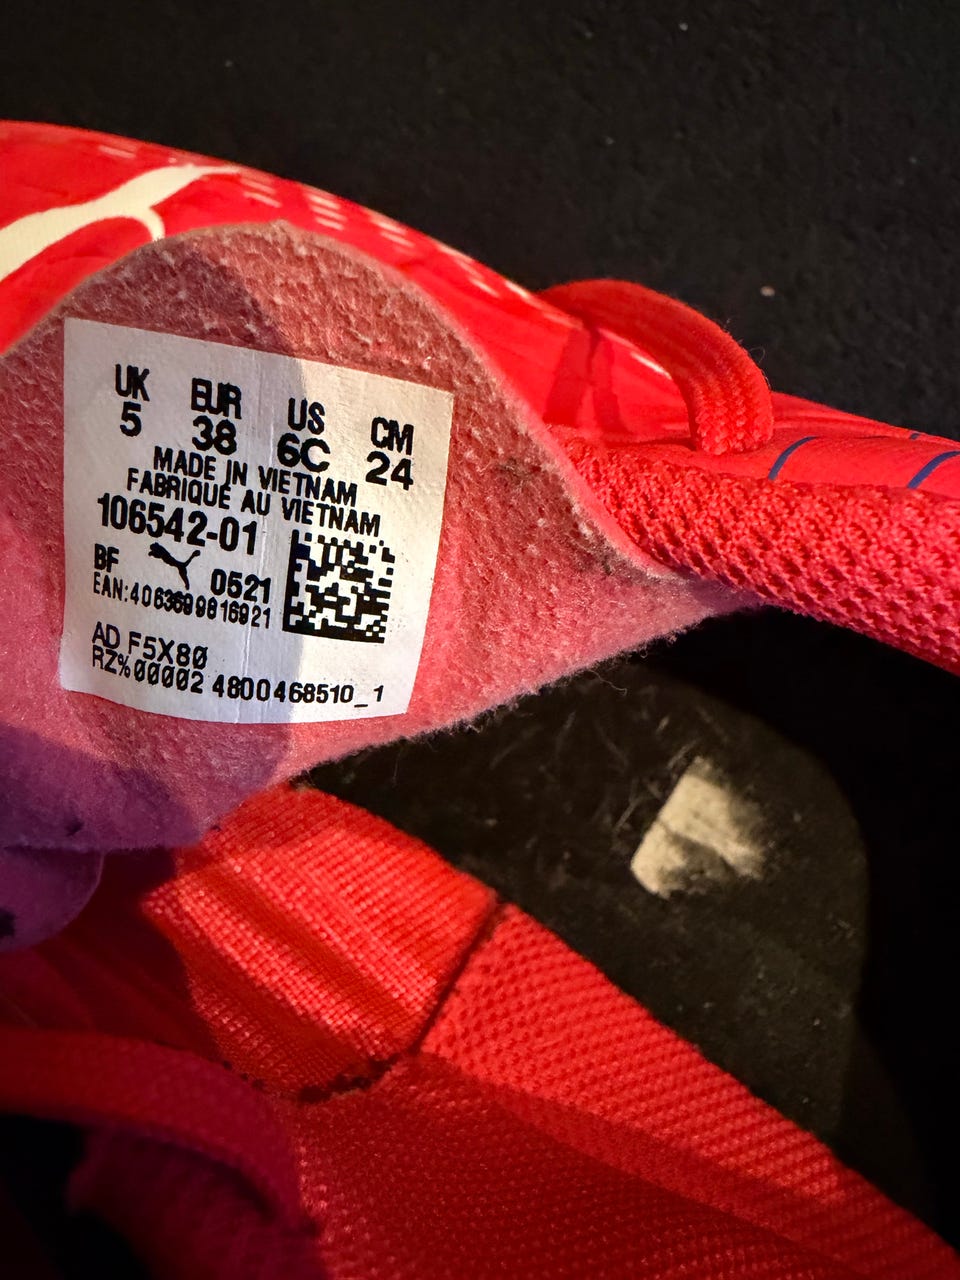 UK EUR US CM
5 38 6C 24
MADE IN VIETNAM
FABRIQUÉ AU VIETNAM
106542-01
BF 0521
EAN:4063699816921
AD F5X80
RZ%00002 4800468510_1